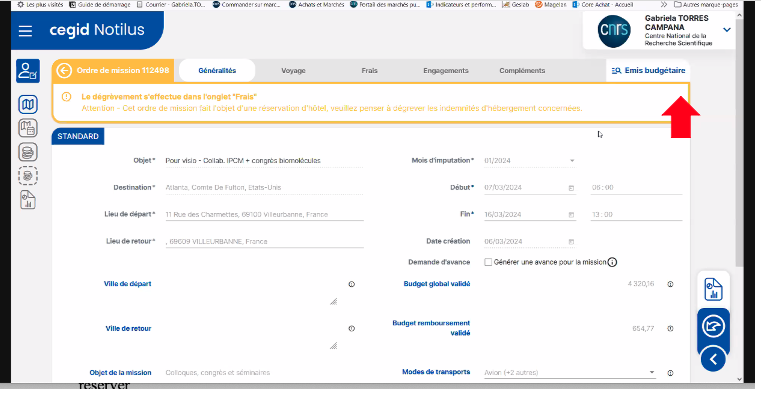 Les plus visités Guide de démarrage Courrier - Gabriela.TO... Commander sur marc... Achats et Marchés Portail des marchés pu... Indicateurs et perform... Geslab Magellan Core Achat - Accueil Autres marque-pages
cegid Notilus
cnrs
Gabriela TORRES
CAMPANA
Centre National de la
Recherche Scientifique
Ordre de mission 112498 Généralités Voyage Frais Engagements Compléments Emis budgétaire
Le dégrèvement s'effectue dans l'onglet "Frais"
Attention - Cet ordre de mission fait l'objet d'une réservation d'hôtel, veuillez penser à dégréver les indemnités d'hébergement concernées.
STANDARD
Objet* Pour visio - Collab. IPCM + congrès biomolécules Mois d'imputation* 01/2024
Destination* Atlanta, Comte De Fulton, Etats-Unis Début* 07/03/2024 06:00
Lieu de départ* 11 Rue des Charmettes, 69100 Villeurbanne, France Fin* 16/03/2024 13:00
Lieu de retour* , 69609 VILLEURBANNE, France Date création 06/03/2024
Demande d'avance Générer une avance pour la mission
Ville de départ Budget global validé 4 320,16
Ville de retour Budget remboursement
validé 654,77
Objet de la mission Colloques, congrès et séminaires Modes de transports Avion (+2 autres)
réserver